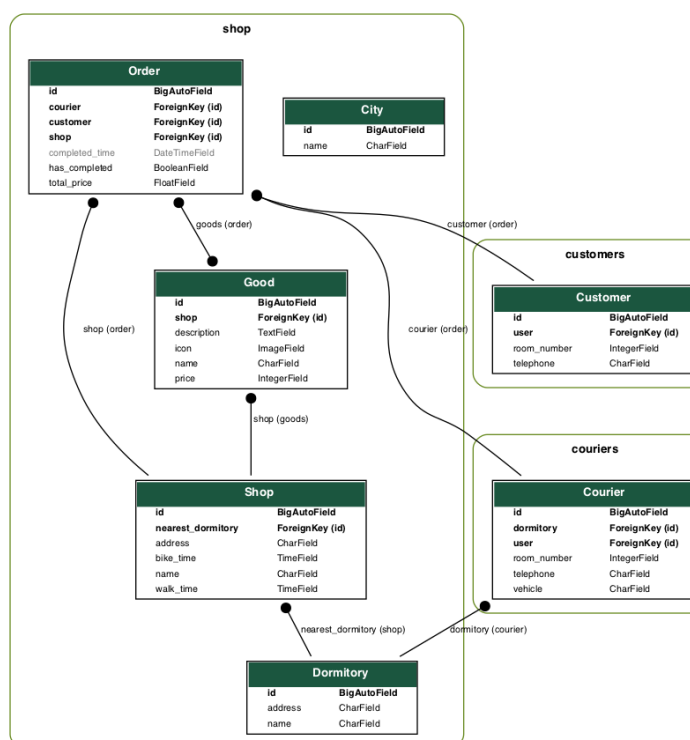 shop
Order
id BigAutoField
courier ForeignKey (id)
customer ForeignKey (id)
shop ForeignKey (id)
completed_time DateTimeField
has_completed BooleanField
total_price FloatField
City
id BigAutoField
name CharField
goods (order)
customer (order)
shop (order)
courier (order)
Good
id BigAutoField
shop ForeignKey (id)
description TextField
icon ImageField
name CharField
price IntegerField
customers
Customer
id BigAutoField
user ForeignKey (id)
room_number IntegerField
telephone CharField
shop (goods)
couriers
Shop
id BigAutoField
nearest_dormitory ForeignKey (id)
address CharField
bike_time TimeField
name CharField
walk_time TimeField
Courier
id BigAutoField
dormitory ForeignKey (id)
user ForeignKey (id)
room_number IntegerField
telephone CharField
vehicle CharField
nearest_dormitory (shop)
dormitory (courier)
Dormitory
id BigAutoField
address CharField
name CharField